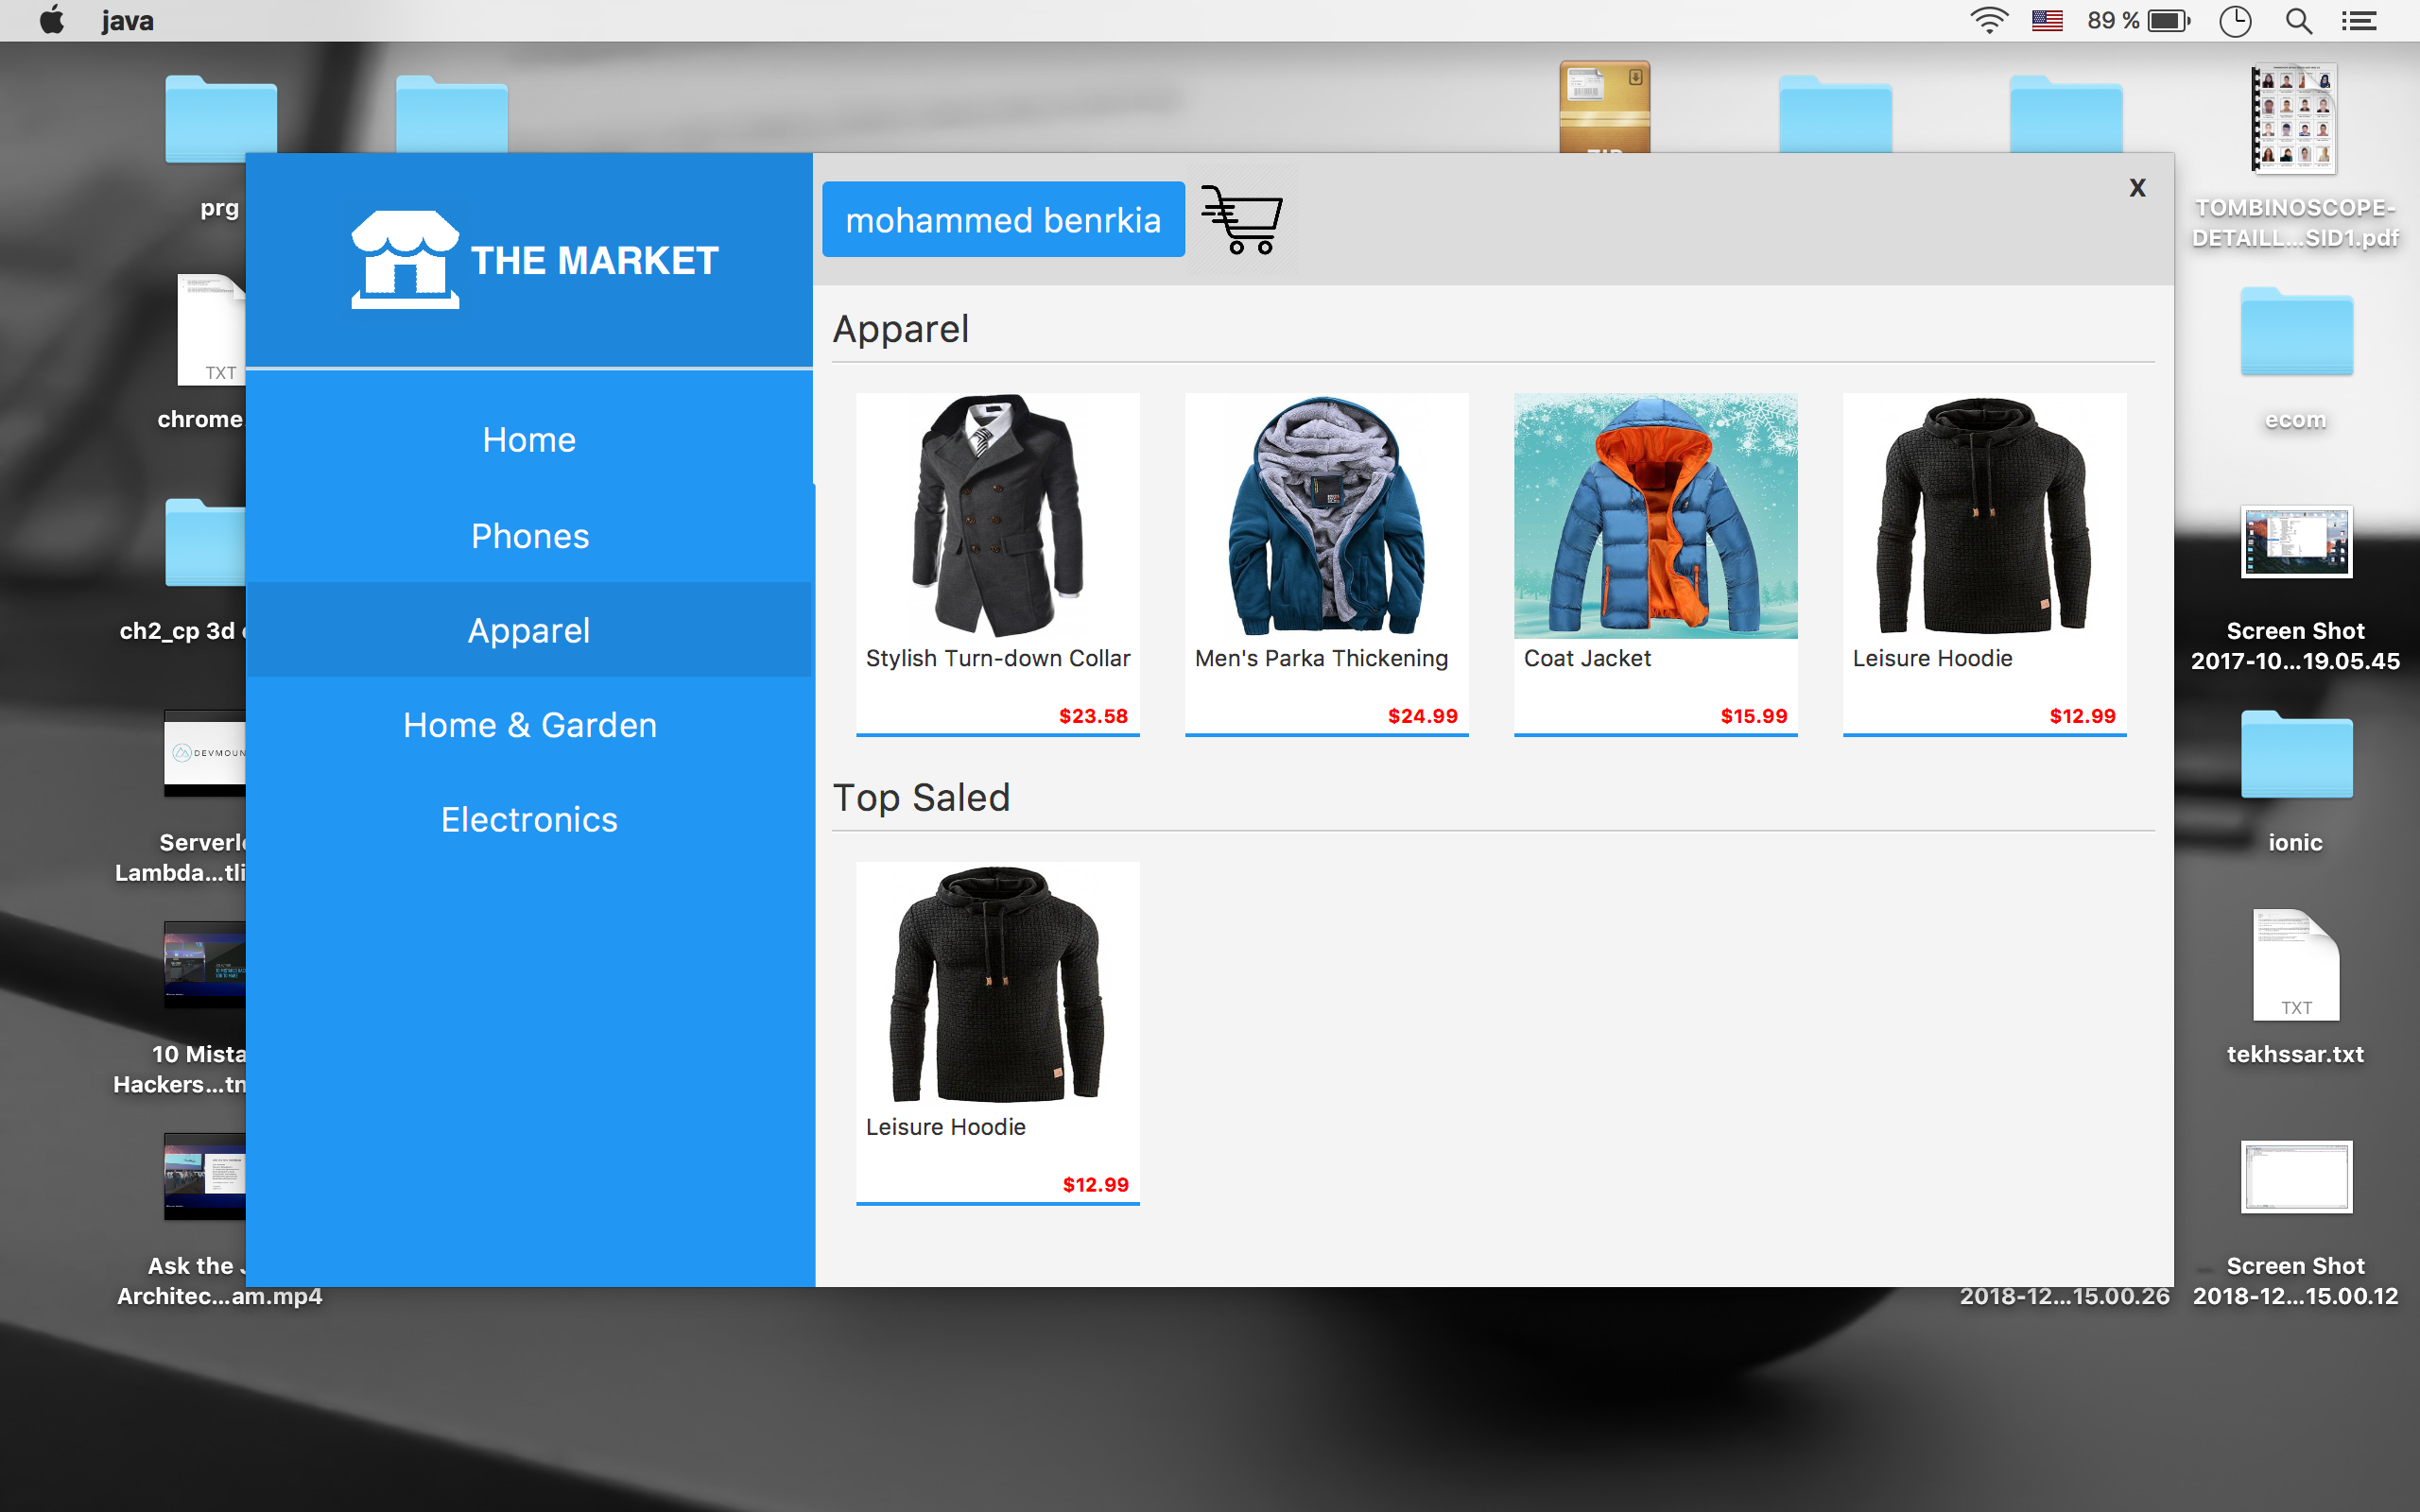 java
89 %
prg
ZIP
TOMBINOSCOPE-
DETAILL...SID1.pdf
TXT
chrome.
ecom
ch2_cp 3d
Screen Shot
2017-10...19.05.45
DEVMOUN
Serverle
Lambda...tli
ionic
10 Mista
Hackers...tn
TXT
tekhssar.txt
Ask the J
Architec...am.mp4
2018-12...15.00.26
Screen Shot
2018-12...15.00.12
THE MARKET
mohammed benrkia
X
Home
Phones
Apparel
Home & Garden
Electronics
Apparel
Stylish Turn-down Collar
$23.58
Men's Parka Thickening
$24.99
Coat Jacket
$15.99
Leisure Hoodie
$12.99
Top Saled
Leisure Hoodie
$12.99